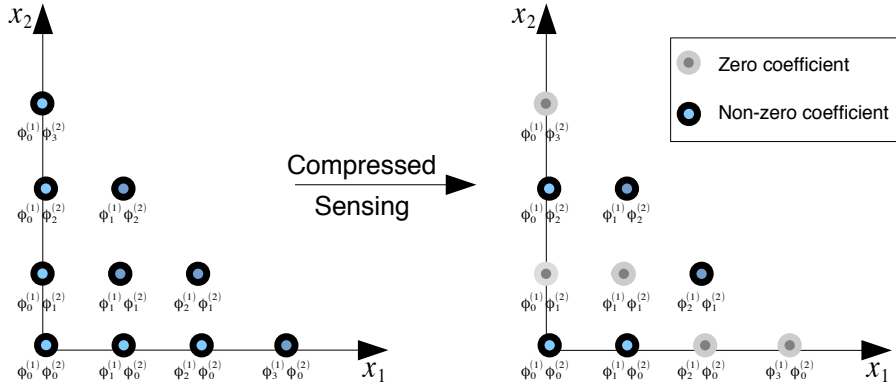 x₂
ϕ₀⁽¹⁾ϕ₃⁽²⁾
ϕ₀⁽¹⁾ϕ₂⁽²⁾ ϕ₁⁽¹⁾ϕ₂⁽²⁾
ϕ₀⁽¹⁾ϕ₁⁽²⁾ ϕ₁⁽¹⁾ϕ₁⁽²⁾ ϕ₂⁽¹⁾ϕ₁⁽²⁾
ϕ₀⁽¹⁾ϕ₀⁽²⁾ ϕ₁⁽¹⁾ϕ₀⁽²⁾ ϕ₂⁽¹⁾ϕ₀⁽²⁾ ϕ₃⁽¹⁾ϕ₀⁽²⁾
x₁
Compressed
Sensing
x₂
Zero coefficient
Non-zero coefficient
ϕ₀⁽¹⁾ϕ₃⁽²⁾
ϕ₀⁽¹⁾ϕ₂⁽²⁾ ϕ₁⁽¹⁾ϕ₂⁽²⁾
ϕ₀⁽¹⁾ϕ₁⁽²⁾ ϕ₁⁽¹⁾ϕ₁⁽²⁾ ϕ₂⁽¹⁾ϕ₁⁽²⁾
ϕ₀⁽¹⁾ϕ₀⁽²⁾ ϕ₁⁽¹⁾ϕ₀⁽²⁾ ϕ₂⁽¹⁾ϕ₀⁽²⁾ ϕ₃⁽¹⁾ϕ₀⁽²⁾
x₁